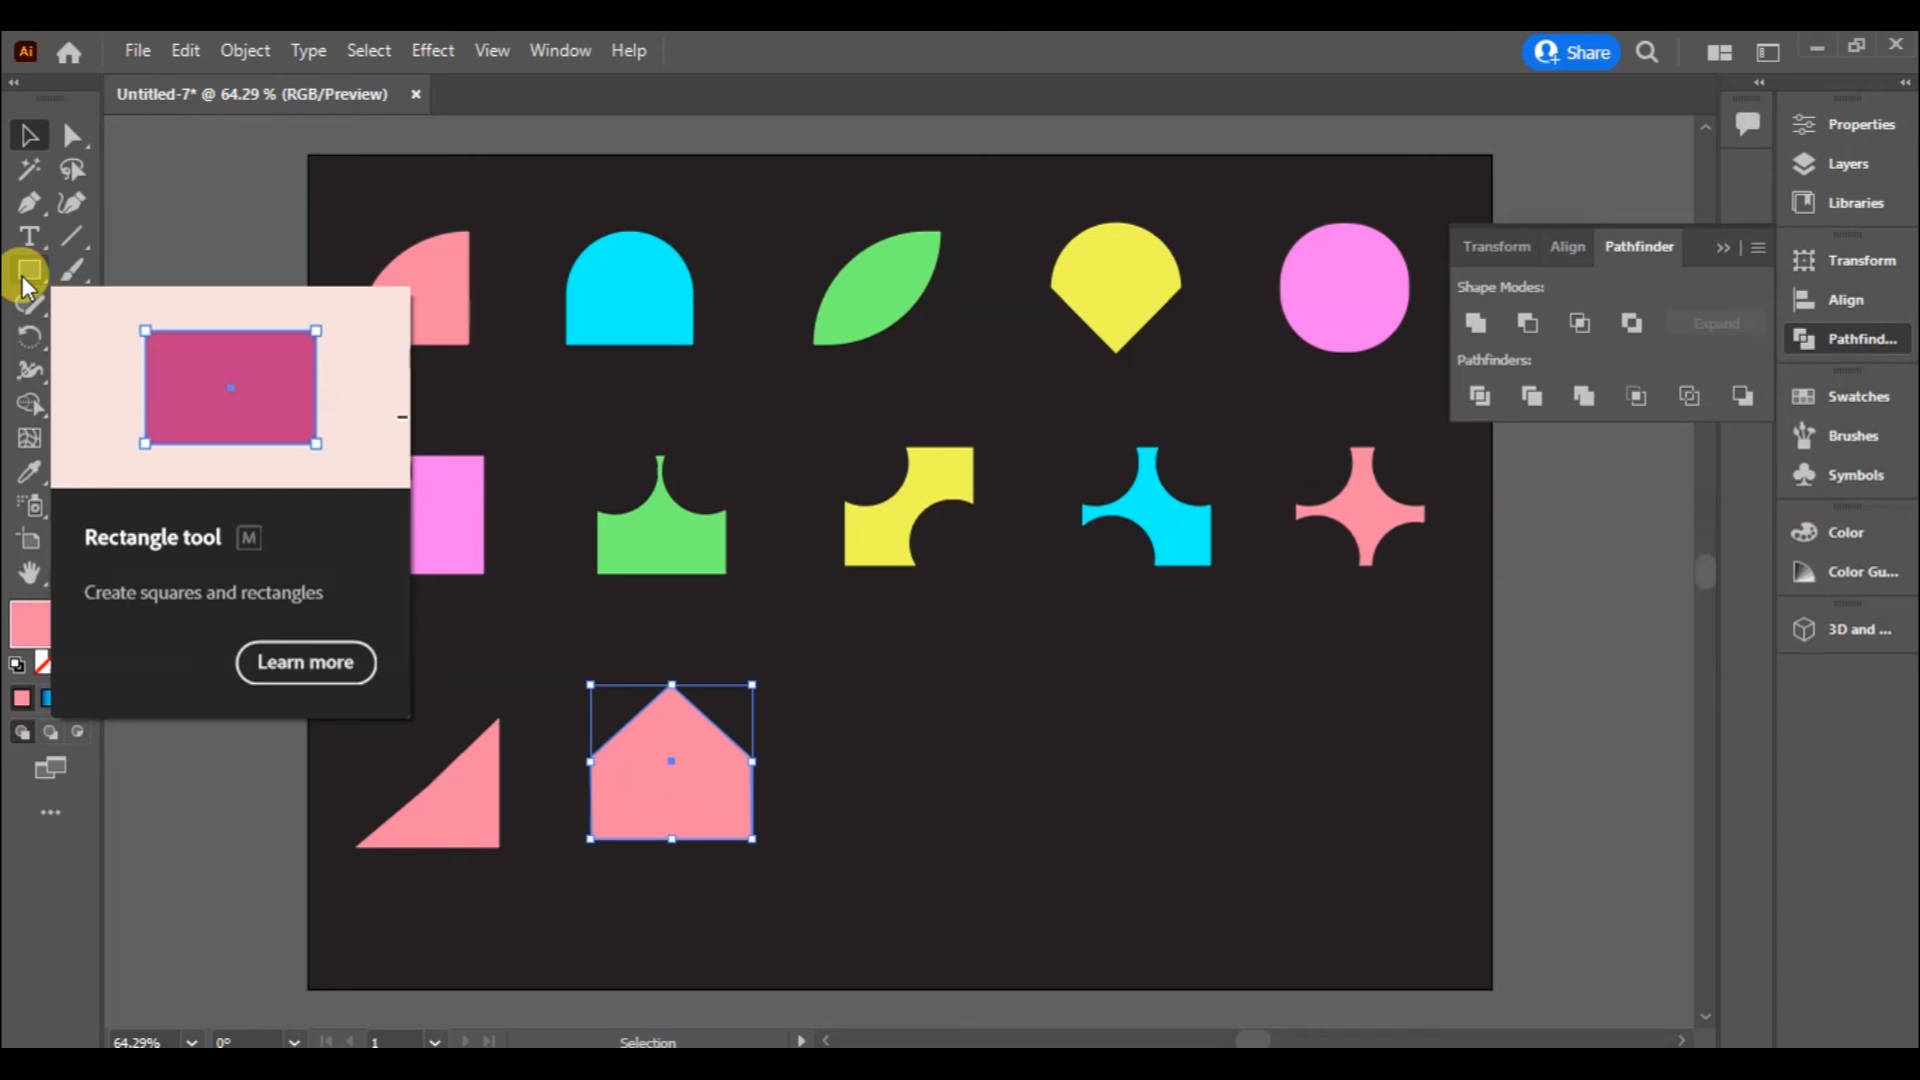 Ai File Edit Object Type Select Effect View Window Help Share
Untitled-7* @ 64.29 % (RGB/Preview) ×
Properties
Layers
Libraries
Transform Align Pathfinder
Transform
Shape Modes:
Align
Expand
Pathfind...
Pathfinders:
Swatches
Brushes
Symbols
Rectangle tool M
Color
Color Gu...
Create squares and rectangles
3D and ...
Learn more
64.29% 0° 1 Selection